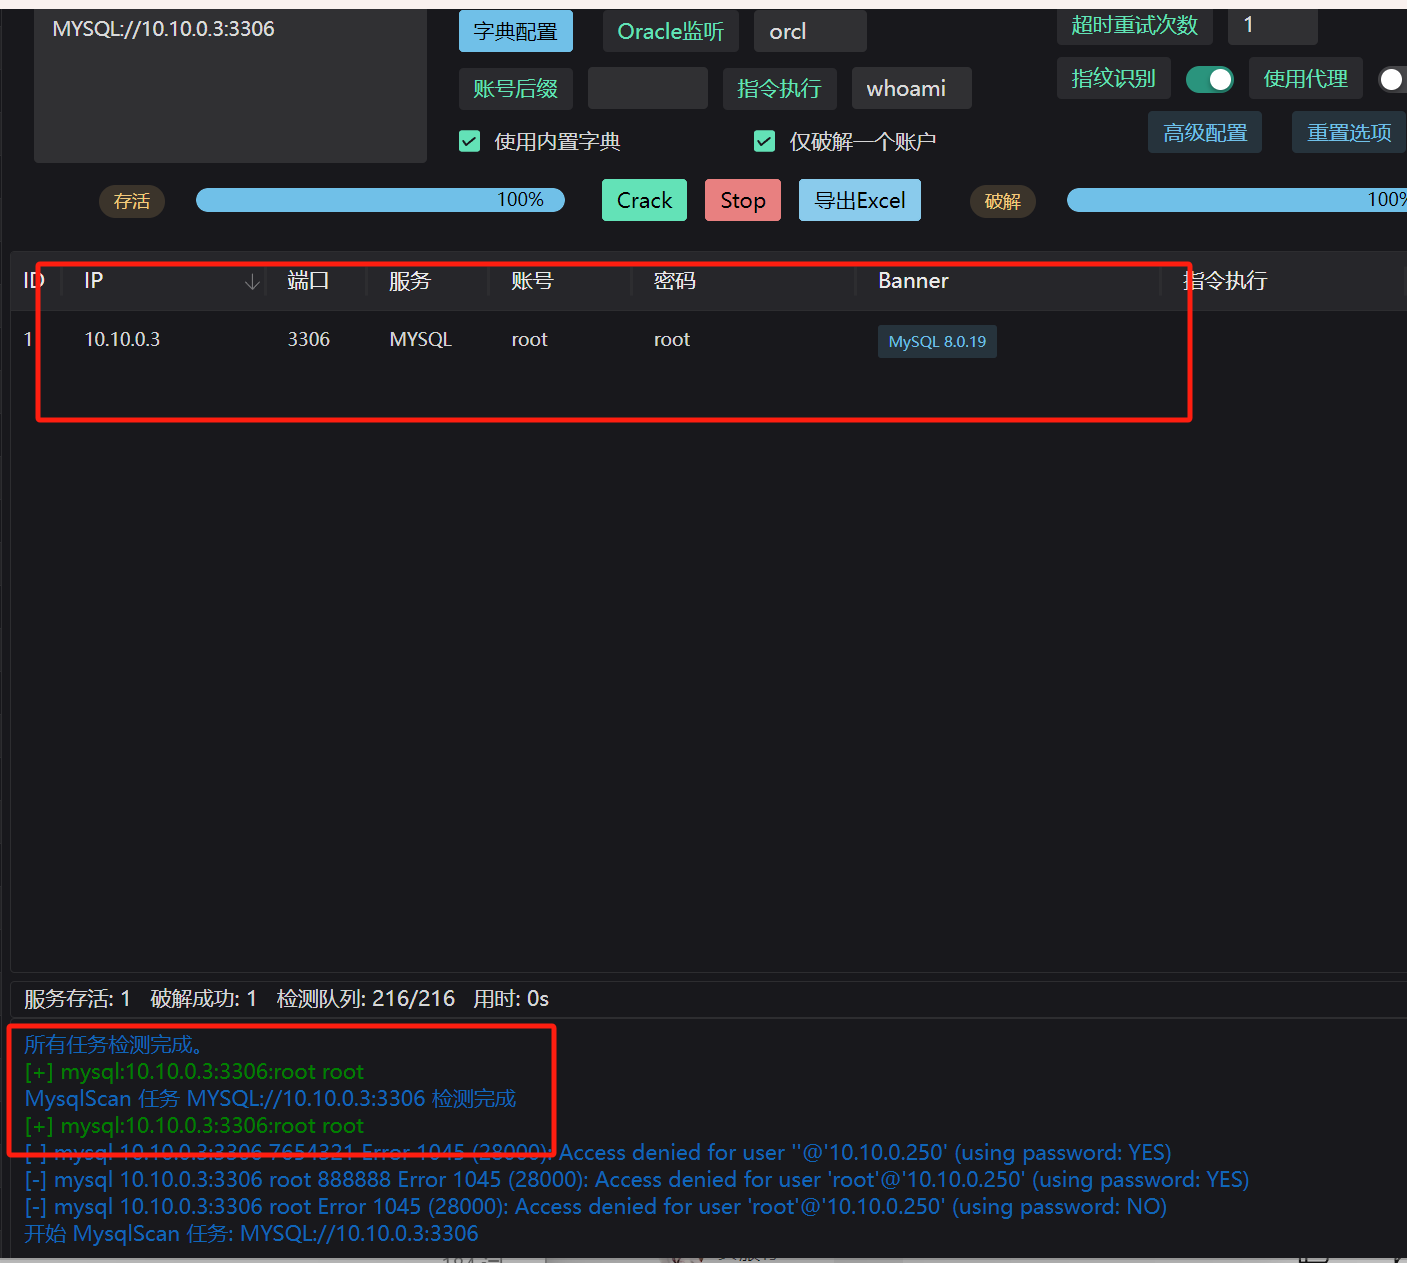 MYSQL://10.10.0.3:3306
字典配置 Oracle监听 orcl 超时重试次数 1
账号后缀 指令执行 whoami 指纹识别 使用代理
使用内置字典 仅破解一个账户 高级配置 重置选项
存活 100% Crack Stop 导出Excel 破解 100%
ID IP 端口 服务 账号 密码 Banner 指令执行
1 10.10.0.3 3306 MYSQL root root MySQL 8.0.19
服务存活: 1 破解成功: 1 检测队列: 216/216 用时: 0s
所有任务检测完成。
[+] mysql:10.10.0.3:3306:root root
MysqlScan 任务 MYSQL://10.10.0.3:3306 检测完成
[+] mysql:10.10.0.3:3306:root root
[-] mysql 10.10.0.3:3306 7654321 Error 1045 (28000): Access denied for user ''@'10.10.0.250' (using password: YES)
[-] mysql 10.10.0.3:3306 root 888888 Error 1045 (28000): Access denied for user 'root'@'10.10.0.250' (using password: YES)
[-] mysql 10.10.0.3:3306 root Error 1045 (28000): Access denied for user 'root'@'10.10.0.250' (using password: NO)
开始 MysqlScan 任务: MYSQL://10.10.0.3:3306